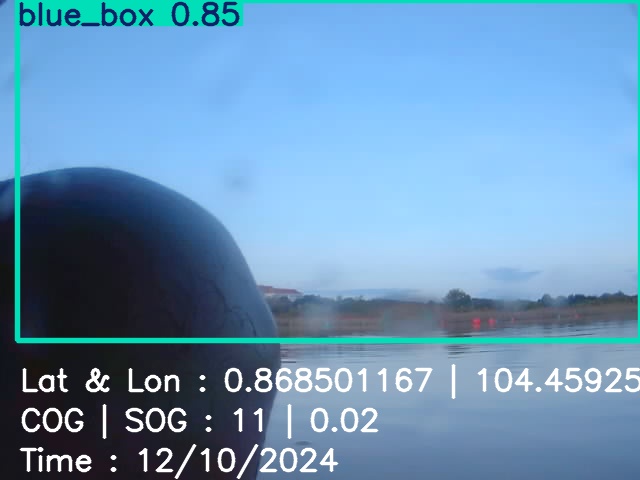 blue_box 0.85
Lat & Lon : 0.868501167 | 104.45925
COG | SOG : 11 | 0.02
Time : 12/10/2024